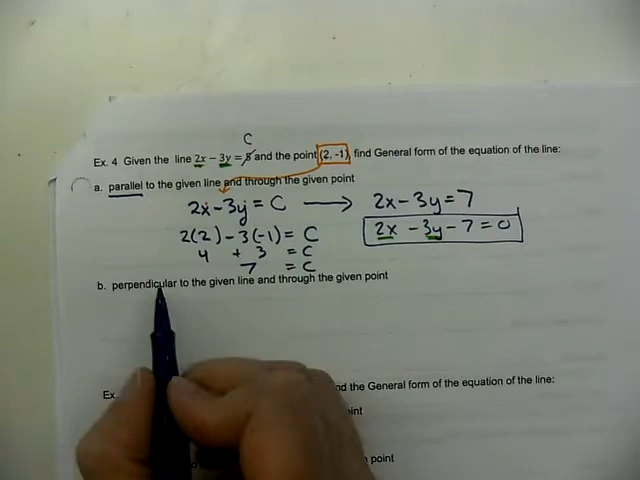 C
Ex. 4 Given the line 2x − 3y = 5 and the point (2, -1), find General form of the equation of the line:
a. parallel to the given line and through the given point
2x - 3y = C → 2x - 3y = 7
2(2) - 3(-1) = C 2x - 3y - 7 = 0
4 + 3 = C
7 = C
b. perpendicular to the given line and through the given point
Ex. nd the General form of the equation of the line:
point